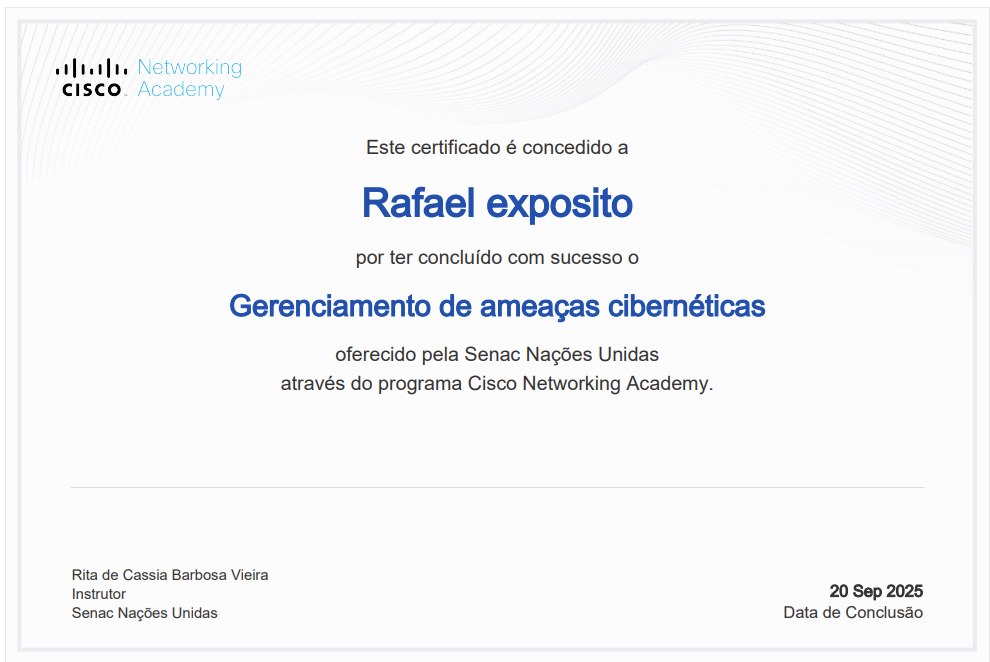 Networking
CISCO Academy
Este certificado é concedido a
Rafael exposito
por ter concluído com sucesso o
Gerenciamento de ameaças cibernéticas
oferecido pela Senac Nações Unidas
através do programa Cisco Networking Academy.
Rita de Cassia Barbosa Vieira
Instrutor
Senac Nações Unidas
20 Sep 2025
Data de Conclusão